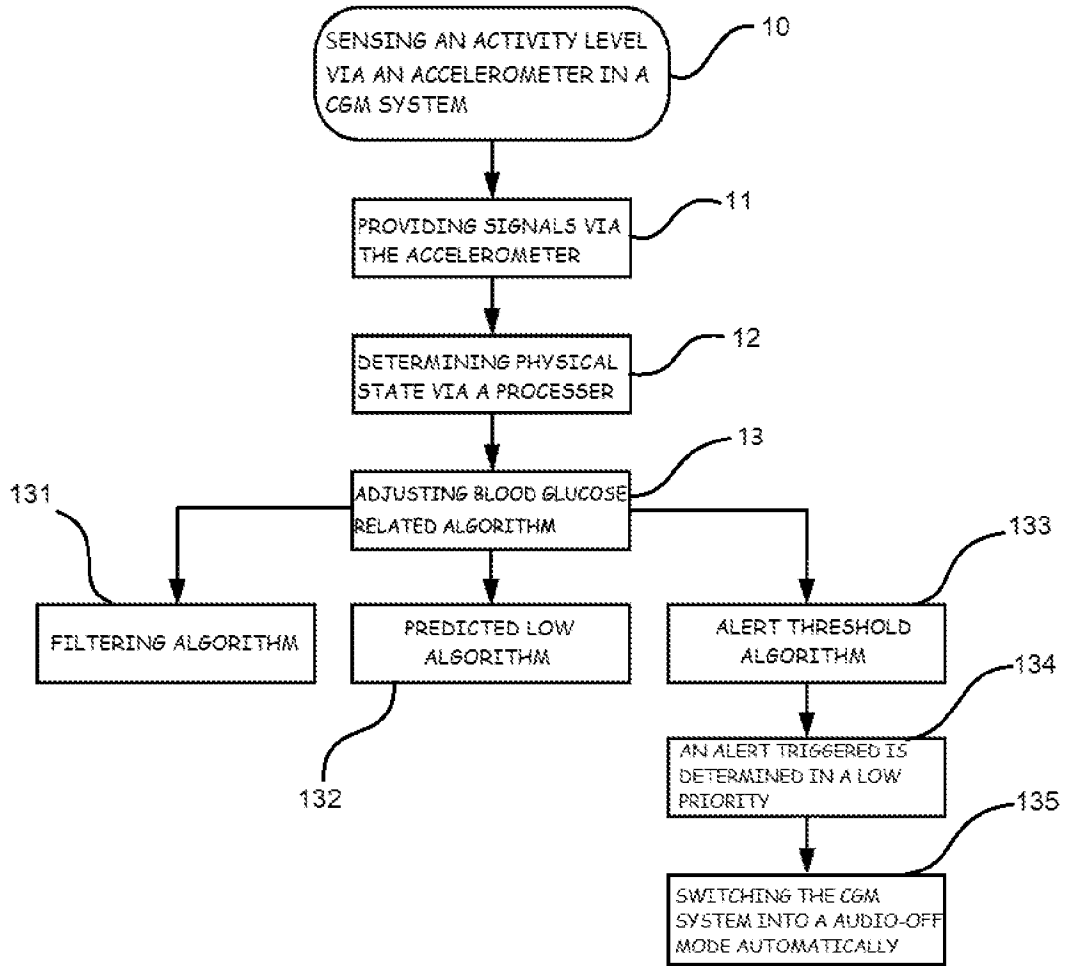 SENSING AN ACTIVITY LEVEL
VIA AN ACCELEROMETER IN A
CGM SYSTEM
10
PROVIDING SIGNALS VIA
THE ACCELEROMETER
11
DETERMINING PHYSICAL
STATE VIA A PROCESSER
12
ADJUSTING BLOOD GLUCOSE
RELATED ALGORITHM
13
131
FILTERING ALGORITHM
PREDICTED LOW
ALGORITHM
132
133
ALERT THRESHOLD
ALGORITHM
134
AN ALERT TRIGGERED IS
DETERMINED IN A LOW
PRIORITY
135
SWITCHING THE CGM
SYSTEM INTO A AUDIO-OFF
MODE AUTOMATICALLY